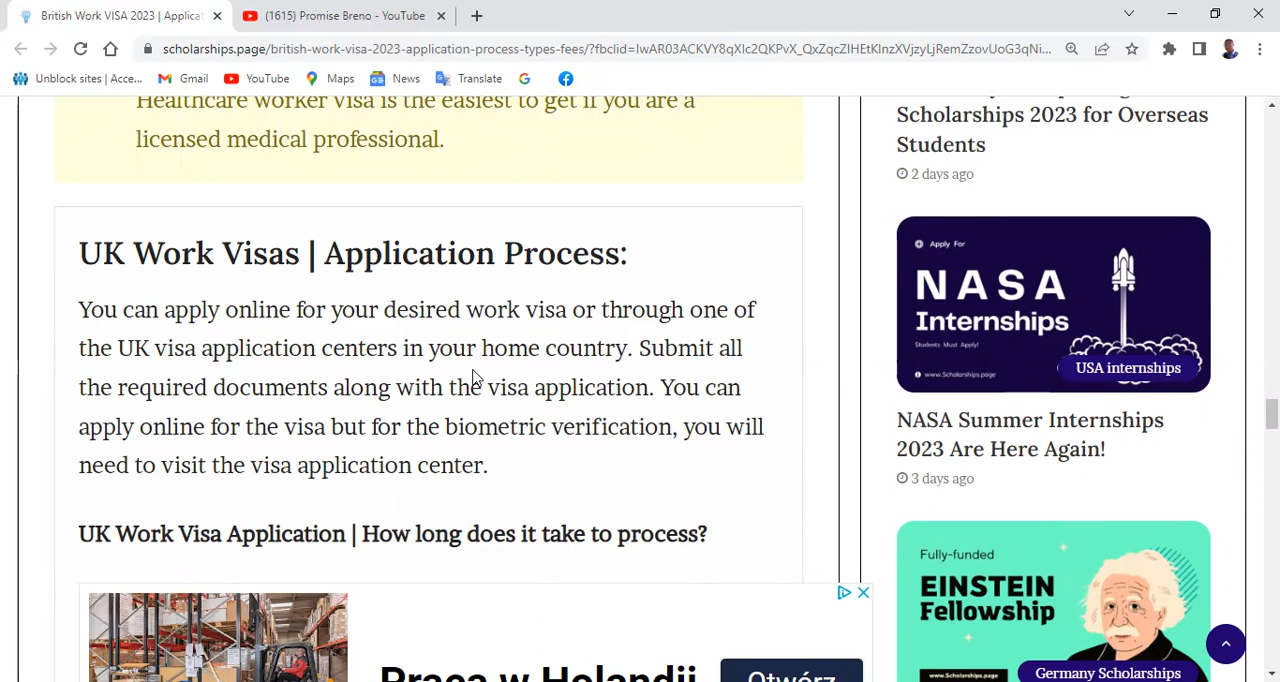 British Work VISA 2023 | Applicat
(1615) Promise Breno - YouTube
scholarships.page/british-work-visa-2023-application-process-types-fees/?fbclid=IwAR03ACKVY8qXIc2QKPvX_QxZqcZIHEtKlnzXVjzyLjRemZzovUoG3qNi...
Unblock sites | Acce...
Gmail
YouTube
Maps
News
Translate
Healthcare worker visa is the easiest to get if you are a
licensed medical professional.
UK Work Visas | Application Process:
You can apply online for your desired work visa or through one of
the UK visa application centers in your home country. Submit all
the required documents along with the visa application. You can
apply online for the visa but for the biometric verification, you will
need to visit the visa application center.
UK Work Visa Application | How long does it take to process?
Praca w Holandii
Otwórz
Scholarships 2023 for Overseas
Students
2 days ago
Apply For
NASA
Internships
Students Must Apply!
www.Scholarships.page
USA internships
NASA Summer Internships
2023 Are Here Again!
3 days ago
Fully-funded
EINSTEIN
Fellowship
www.Scholarships.page
Germany Scholarships